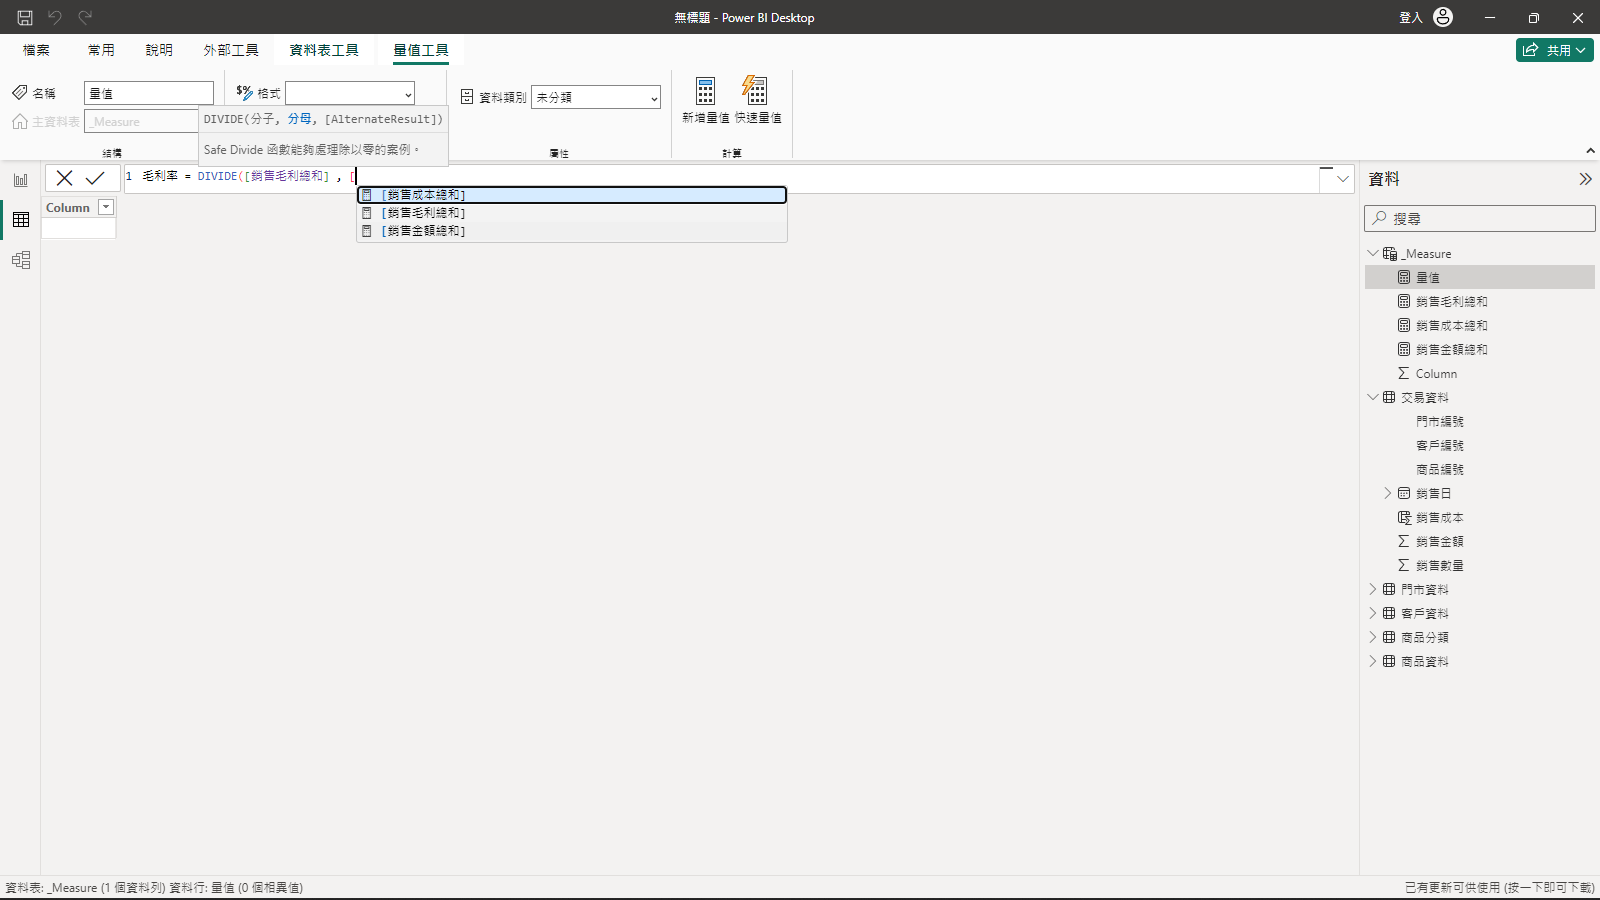 無標題 - Power BI Desktop
登入
檔案 常用 說明 外部工具 資料表工具 量值工具
共用
名稱 量值
格式
主資料表 _Measure
資料類別 未分類
新增量值 快速量值
結構
屬性
計算
DIVIDE(分子, 分母, [AlternateResult])
Safe Divide 函數能夠處理除以零的案例。
1 毛利率 = DIVIDE([銷售毛利總和] , [
[銷售成本總和]
[銷售毛利總和]
[銷售金額總和]
Column
資料
搜尋
_Measure
量值
銷售毛利總和
銷售成本總和
銷售金額總和
Column
交易資料
門市編號
客戶編號
商品編號
銷售日
銷售成本
銷售金額
銷售數量
門市資料
客戶資料
商品分類
商品資料
資料表: _Measure (1 個資料列) 資料行: 量值 (0 個相異值)
已有更新可供使用 (按一下即可下載)